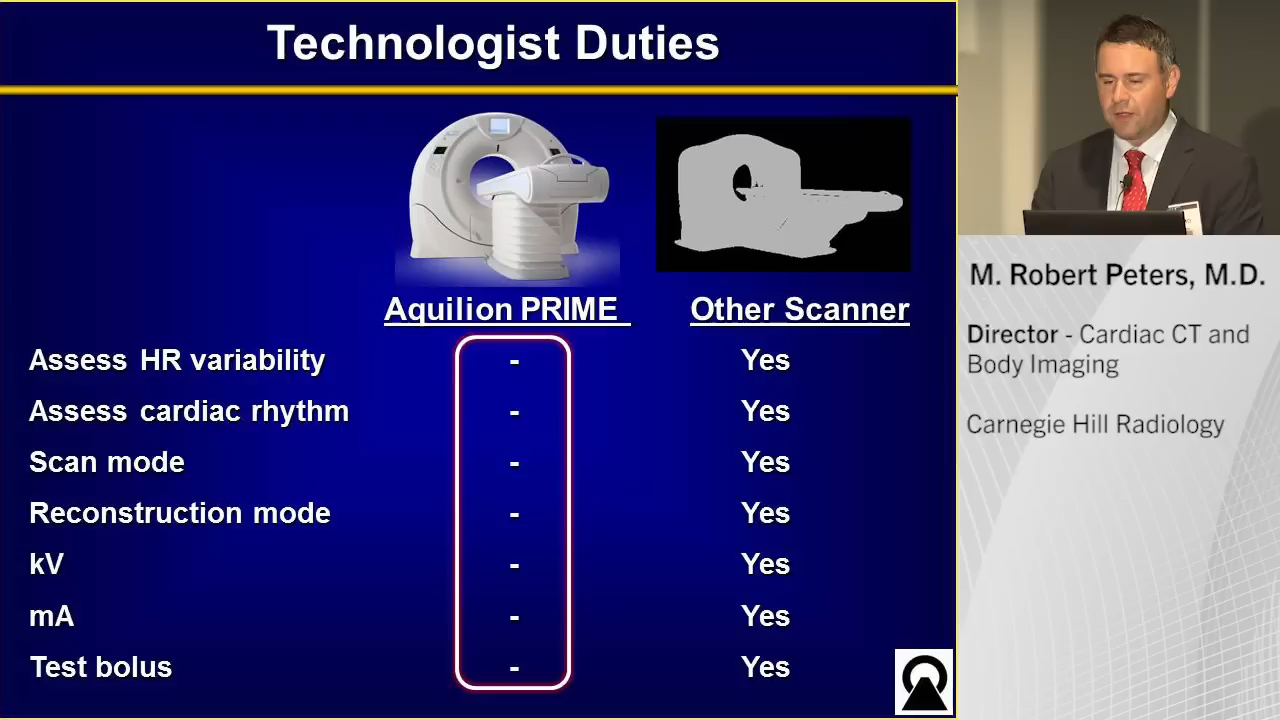 Technologist Duties
Aquilion PRIME
Other Scanner
Assess HR variability - Yes
Assess cardiac rhythm - Yes
Scan mode - Yes
Reconstruction mode - Yes
kV - Yes
mA - Yes
Test bolus - Yes
M. Robert Peters, M.D.
Director - Cardiac CT and
Body Imaging
Carnegie Hill Radiology